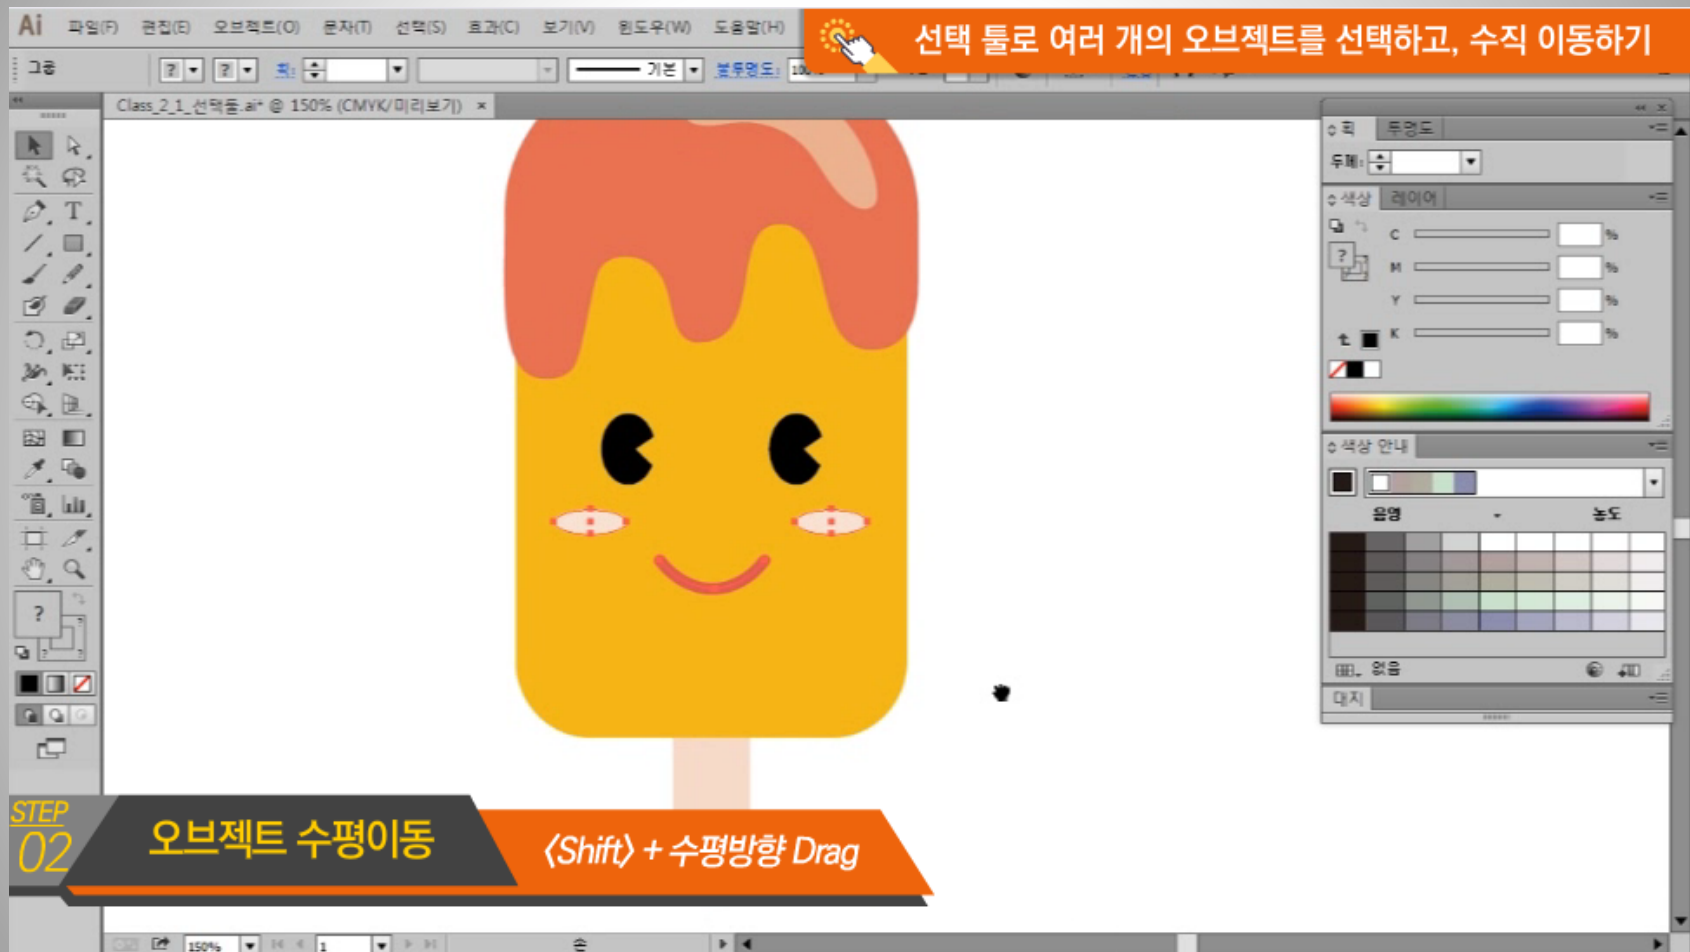 Ai 파일(F) 편집(E) 오브젝트(O) 문자(T) 선택(S) 효과(C) 보기(V) 윈도우(W) 도움말(H)
선택 툴로 여러 개의 오브젝트를 선택하고, 수직 이동하기
그룹 ? ? 획: 기본 불투명도:
Class_2_1_선택툴.ai* @ 150% (CMYK/미리보기) ×
획 투명도
두께:
색상 레이어
C %
M %
Y %
K %
?
색상 안내
음영 농도
없음
대지
T
?
STEP
02
오브젝트 수평이동
〈Shift〉 + 수평방향 Drag
150% 1 손